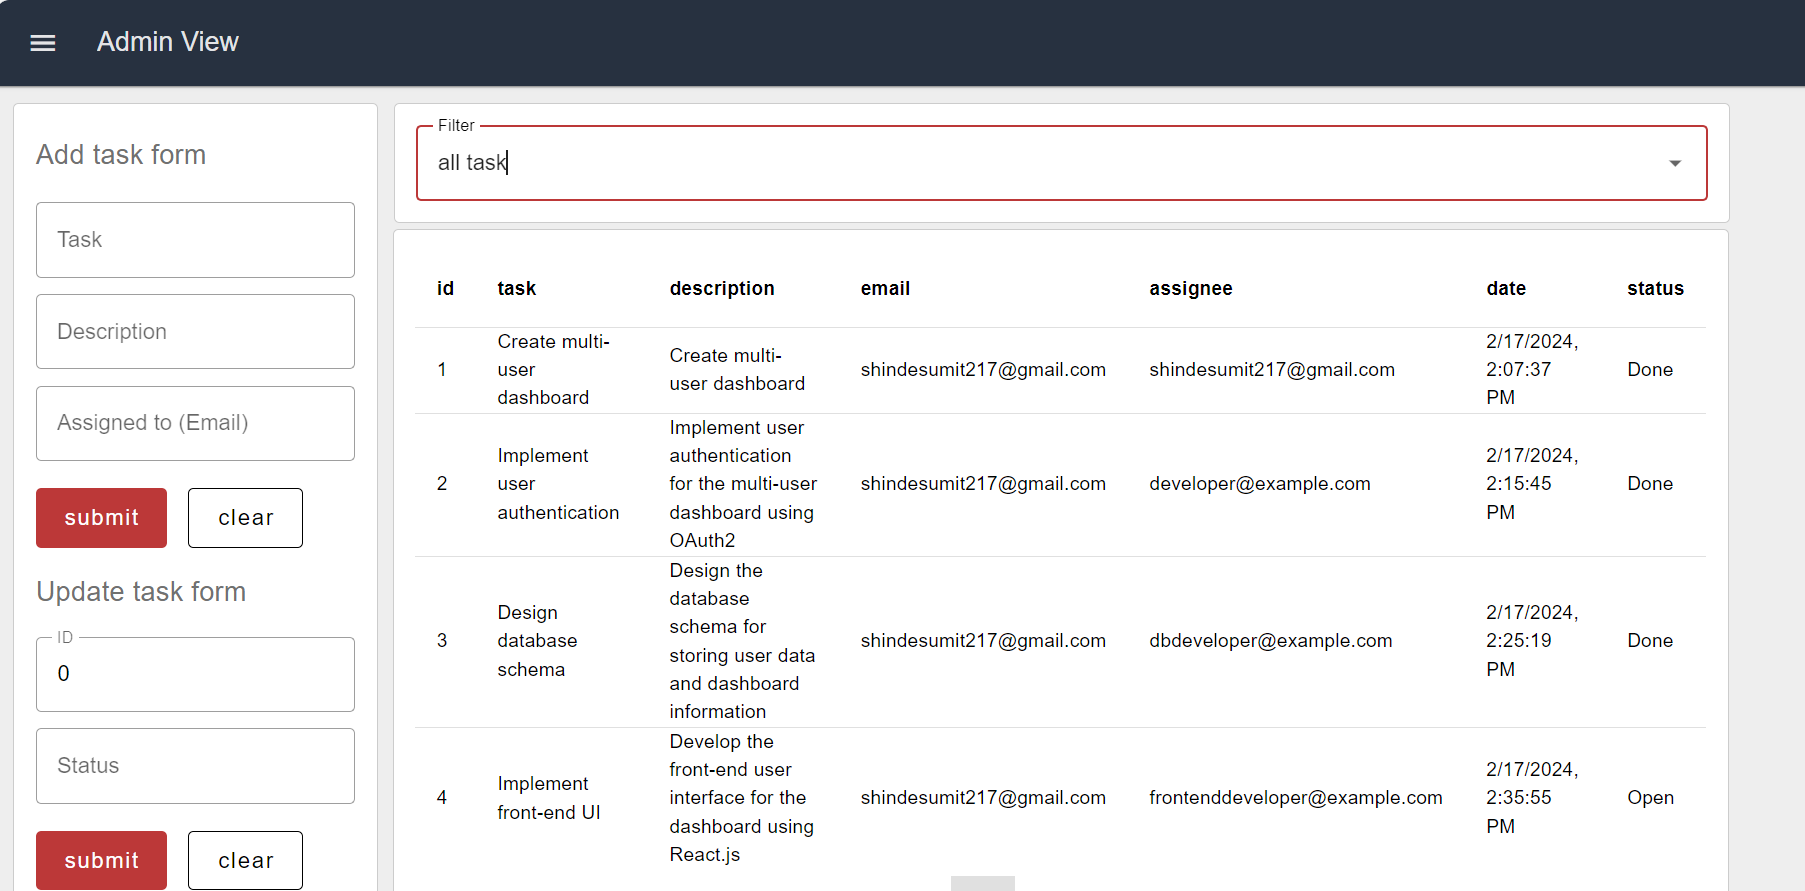 Admin View
Add task form
Task
Description
Assigned to (Email)
submit clear
Update task form
ID
0
Status
submit clear
Filter
all task
id task description email assignee date status
1
Create multi-
user
dashboard
Create multi-
user dashboard
shindesumit217@gmail.com
shindesumit217@gmail.com
2/17/2024,
2:07:37
PM
Done
2
Implement
user
authentication
Implement user
authentication
for the multi-user
dashboard using
OAuth2
shindesumit217@gmail.com
developer@example.com
2/17/2024,
2:15:45
PM
Done
3
Design
database
schema
Design the
database
schema for
storing user data
and dashboard
information
shindesumit217@gmail.com
dbdeveloper@example.com
2/17/2024,
2:25:19
PM
Done
4
Implement
front-end UI
Develop the
front-end user
interface for the
dashboard using
React.js
shindesumit217@gmail.com
frontenddeveloper@example.com
2/17/2024,
2:35:55
PM
Open